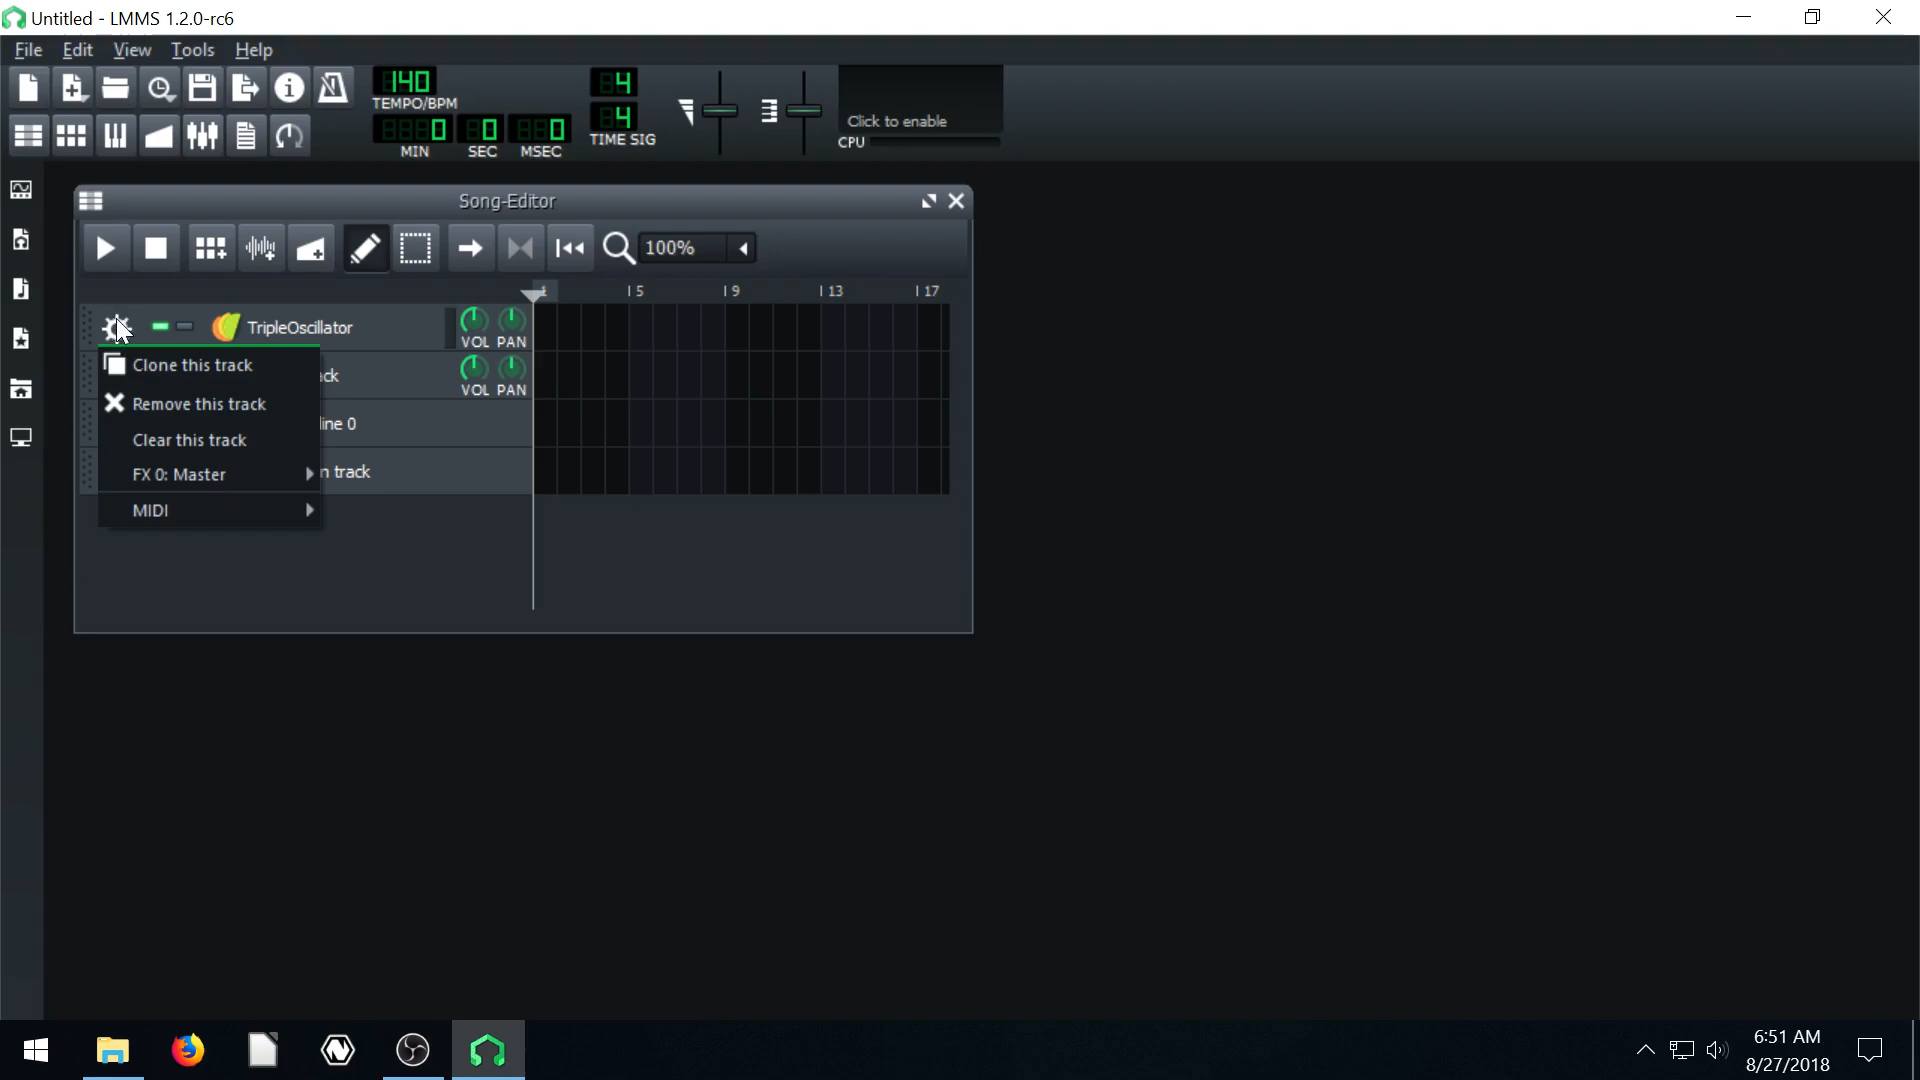 Untitled - LMMS 1.2.0-rc6
File Edit View Tools Help
140
TEMPO/BPM
0 0 0
MIN SEC MSEC
4
4
TIME SIG
Click to enable
CPU
Song-Editor
100%
1 5 9 13 17
TripleOscillator
VOL PAN
Clone this track
ck
VOL PAN
Remove this track
line 0
Clear this track
FX 0: Master
n track
MIDI
6:51 AM
8/27/2018